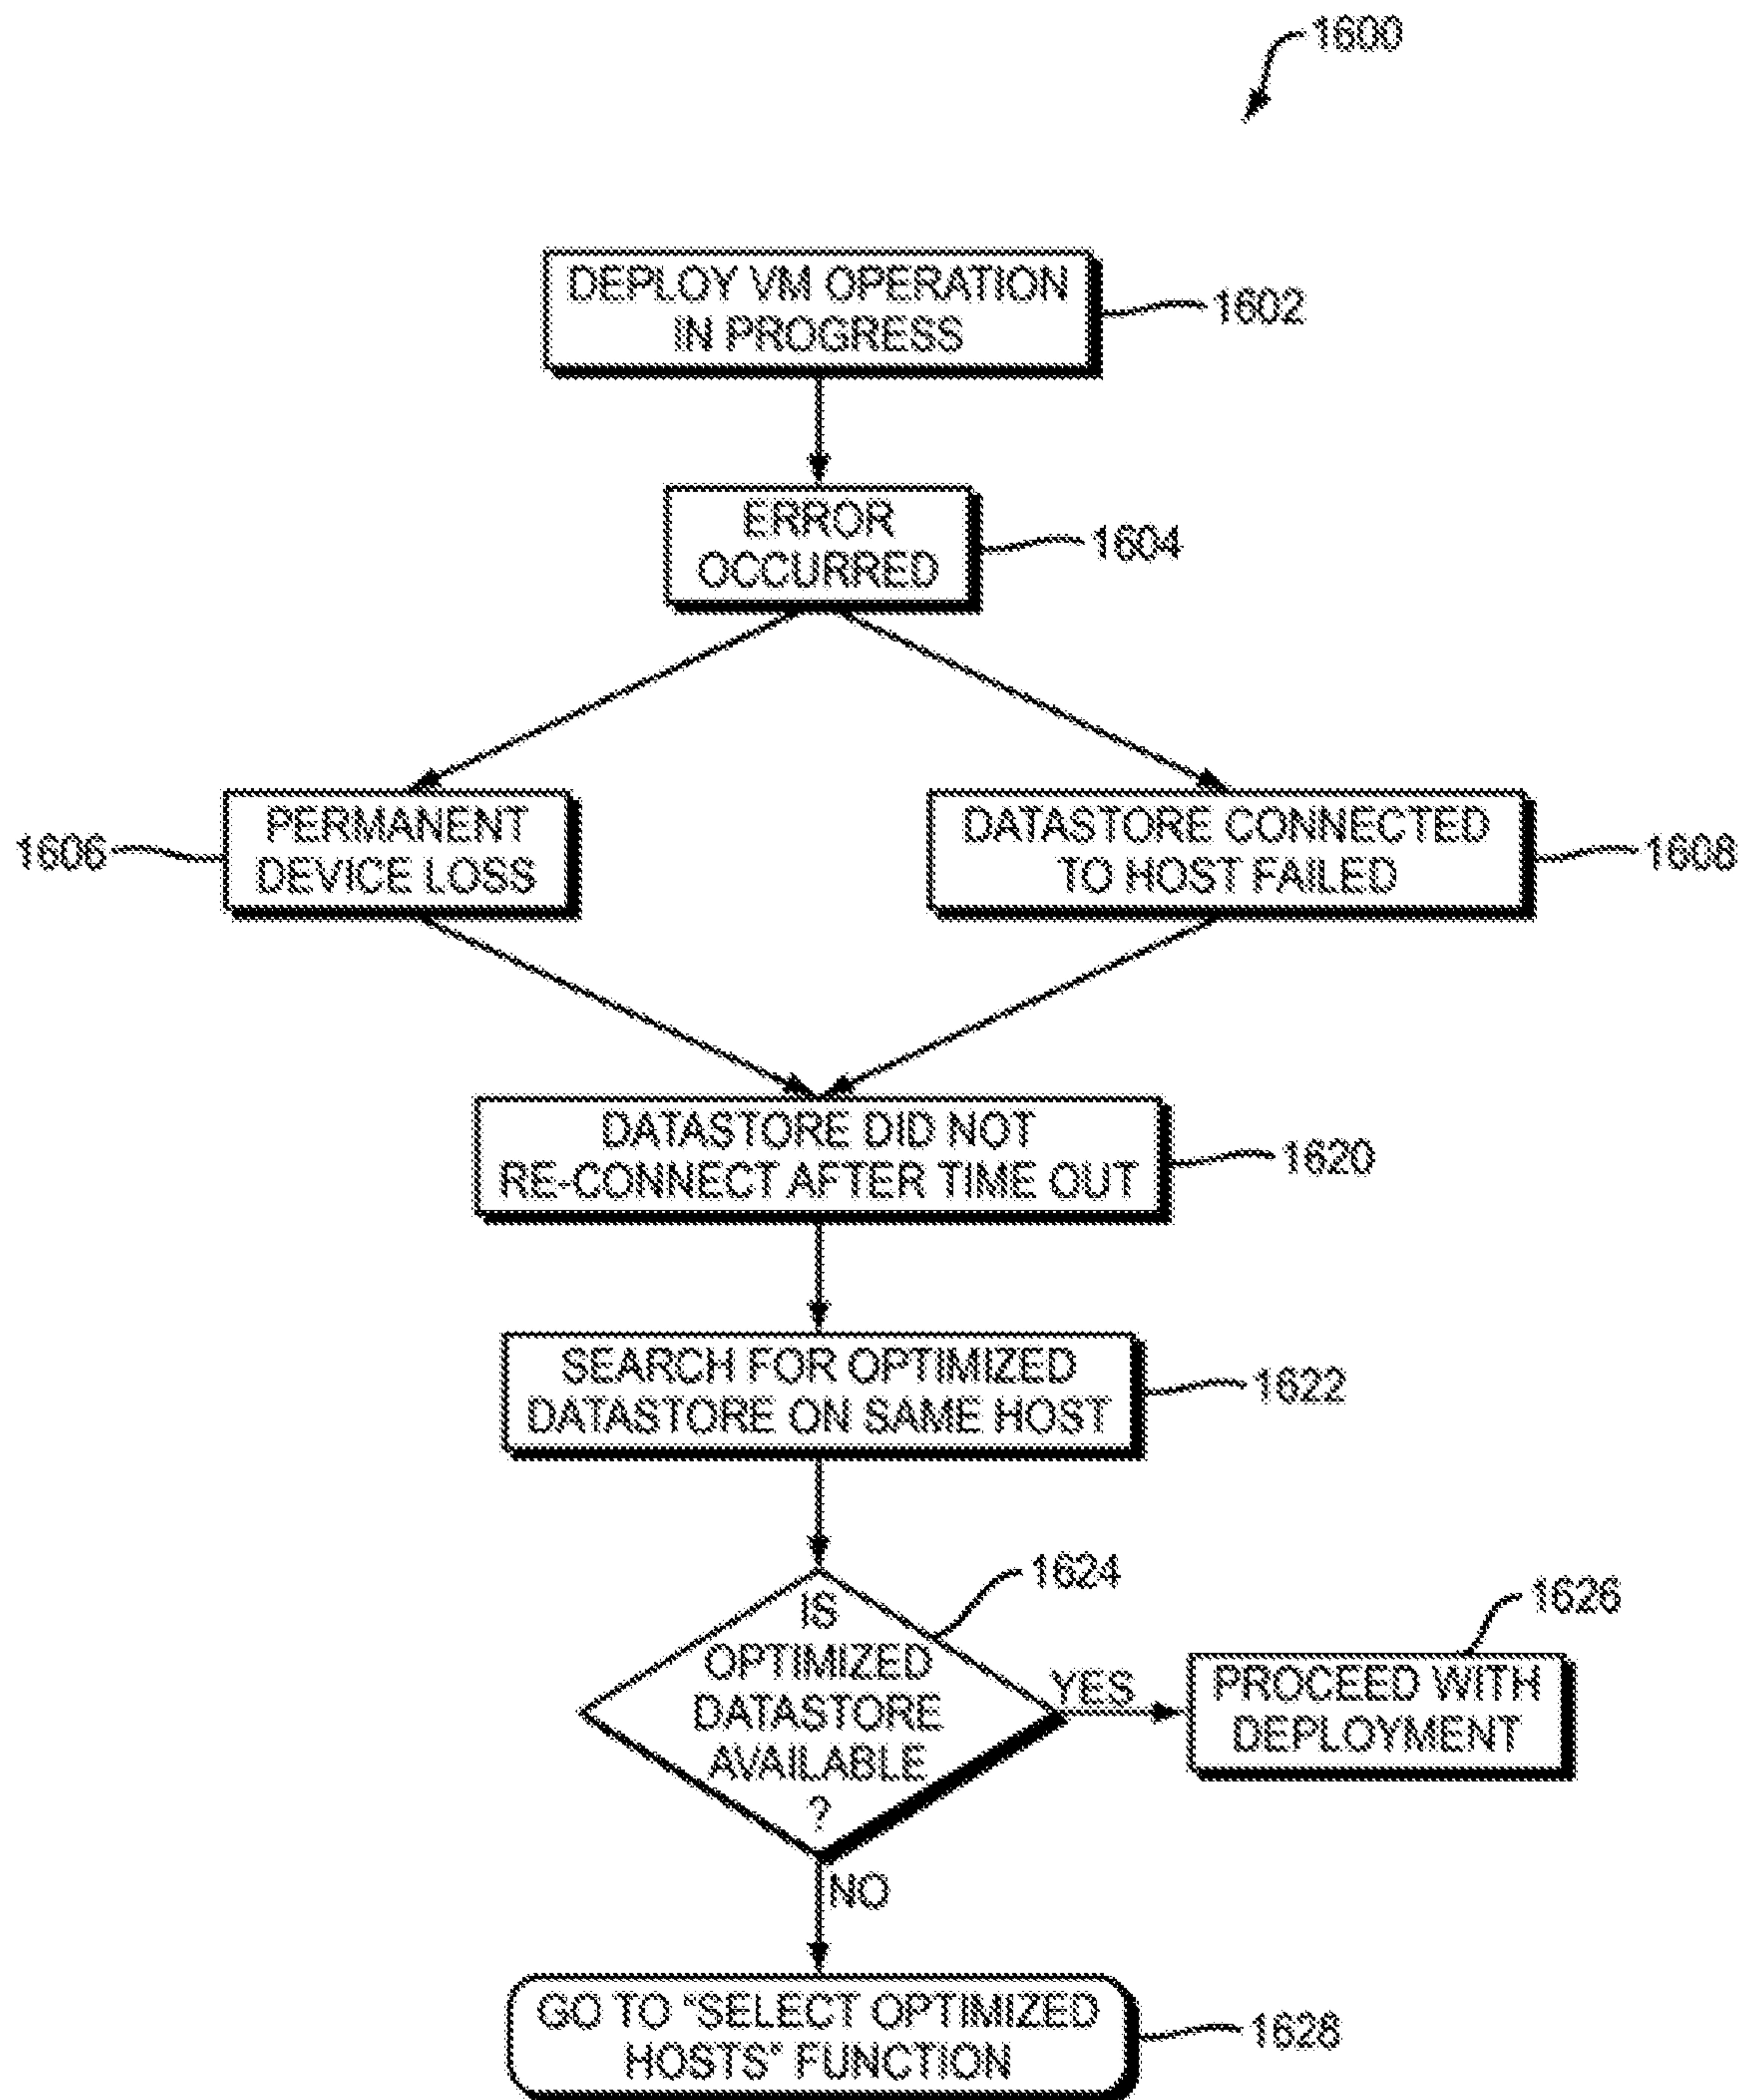 1600
DEPLOY VM OPERATION
IN PROGRESS
1602
ERROR
OCCURRED
1604
PERMANENT
DEVICE LOSS
1606
DATASTORE CONNECTED
TO HOST FAILED
1608
DATASTORE DID NOT
RE-CONNECT AFTER TIME OUT
1620
SEARCH FOR OPTIMIZED
DATASTORE ON SAME HOST
1622
IS
OPTIMIZED
DATASTORE
AVAILABLE
?
1624
YES
PROCEED WITH
DEPLOYMENT
1626
NO
GO TO "SELECT OPTIMIZED
HOSTS" FUNCTION
1628